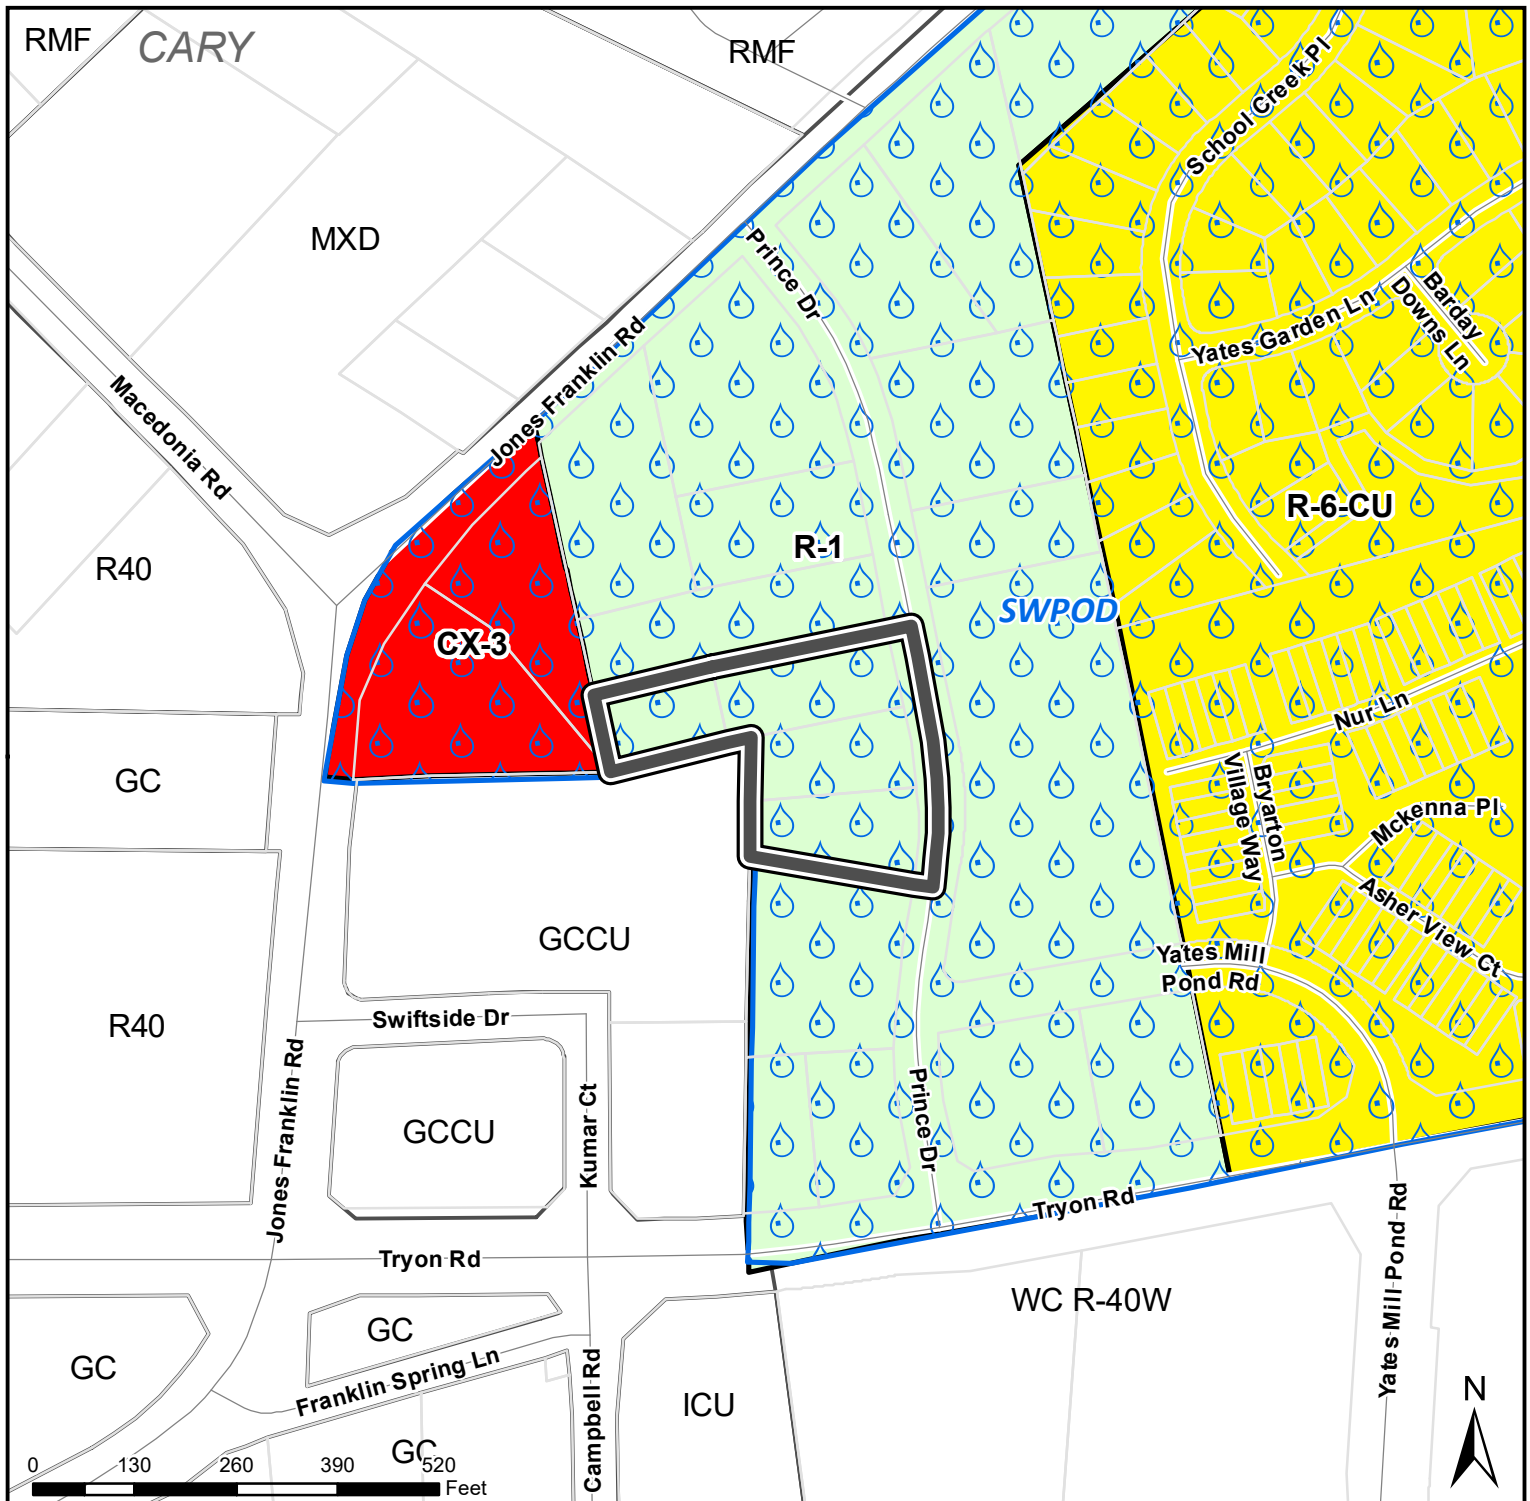 RMF
CARY
RMF
School Creek Pl
MXD
Prince Dr
Barday
Downs Ln
Yates Garden Ln
Jones Franklin Rd
Macedonia Rd
R-6-CU
R-1
R40
SWPOD
CX-3
Nur Ln
GC
Bryarton
Village Way
Mckenna Pl
Asher View Ct
GCCU
Yates Mill
Pond Rd
Swiftside Dr
R40
Jones Franklin Rd
Kumar Ct
GCCU
Prince Dr
Tryon Rd
Tryon Rd
Yates Mill Pond Rd
WC R-40W
GC
GC
Franklin Spring Ln
Campbell Rd
ICU
N
GC
0 130 260 390 520
Feet